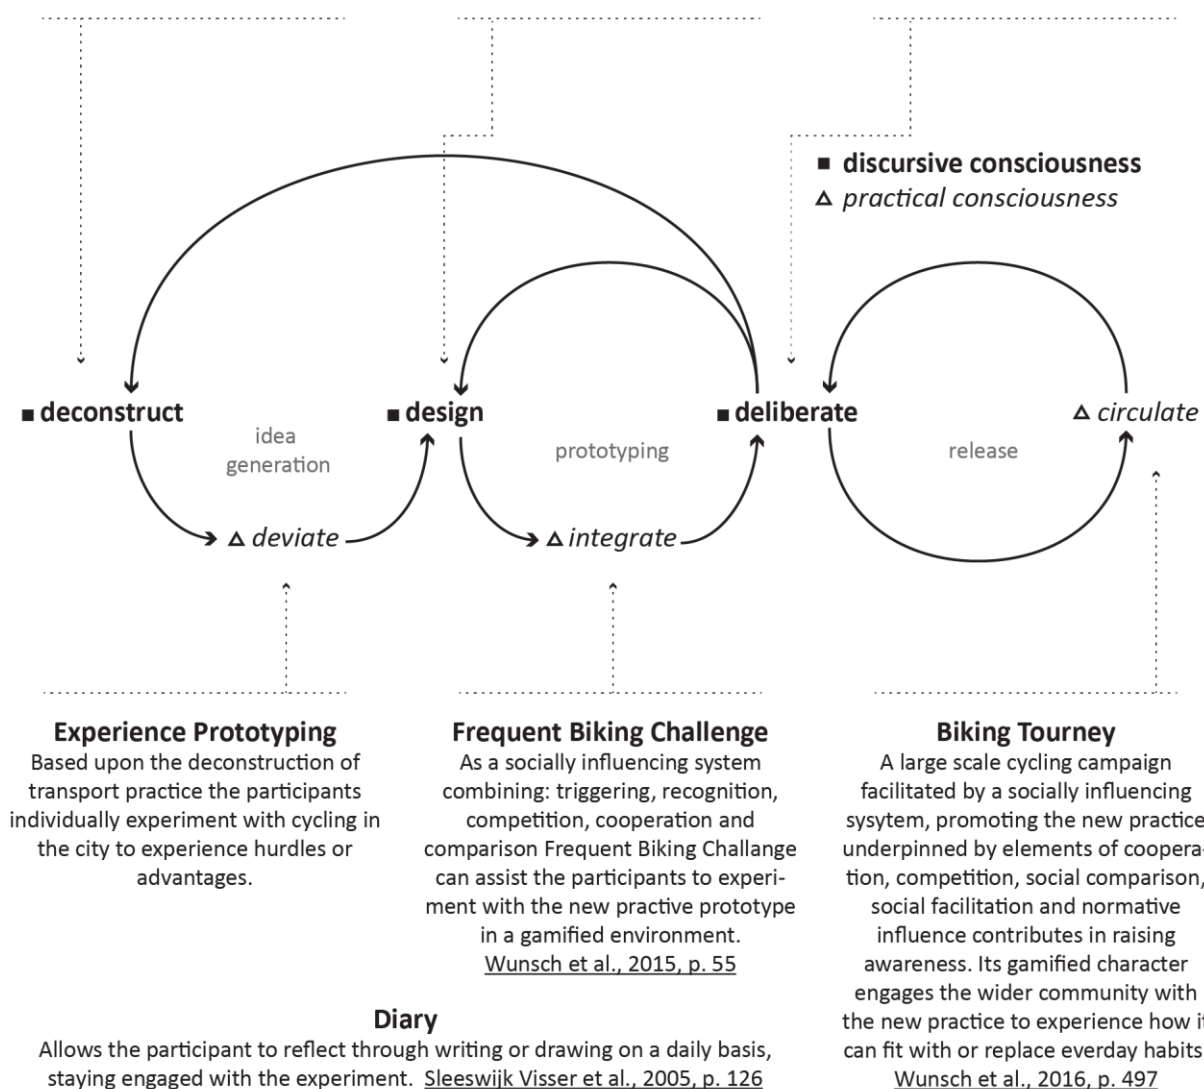 ■ discursive consciousness
△ practical consciousness
■ deconstruct
■ design
■ deliberate
△ circulate
idea
generation
prototyping
release
△ deviate
△ integrate
Experience Prototyping
Based upon the deconstruction of
transport practice the participants
individually experiment with cycling in
the city to experience hurdles or
advantages.
Frequent Biking Challenge
As a socially influencing system
combining: triggering, recognition,
competition, cooperation and
comparison Frequent Biking Challange
can assist the participants to experi-
ment with the new practive prototype
in a gamified environment.
Wunsch et al., 2015, p. 55
Biking Tourney
A large scale cycling campaign
facilitated by a socially influencing
sysytem, promoting the new practice
underpinned by elements of coopera-
tion, competition, social comparison,
social facilitation and normative
influence contributes in raising
awareness. Its gamified character
engages the wider community with
the new practice to experience how it
can fit with or replace everday habits
Wunsch et al., 2016, p. 497
Diary
Allows the participant to reflect through writing or drawing on a daily basis,
staying engaged with the experiment. Sleeswijk Visser et al., 2005, p. 126